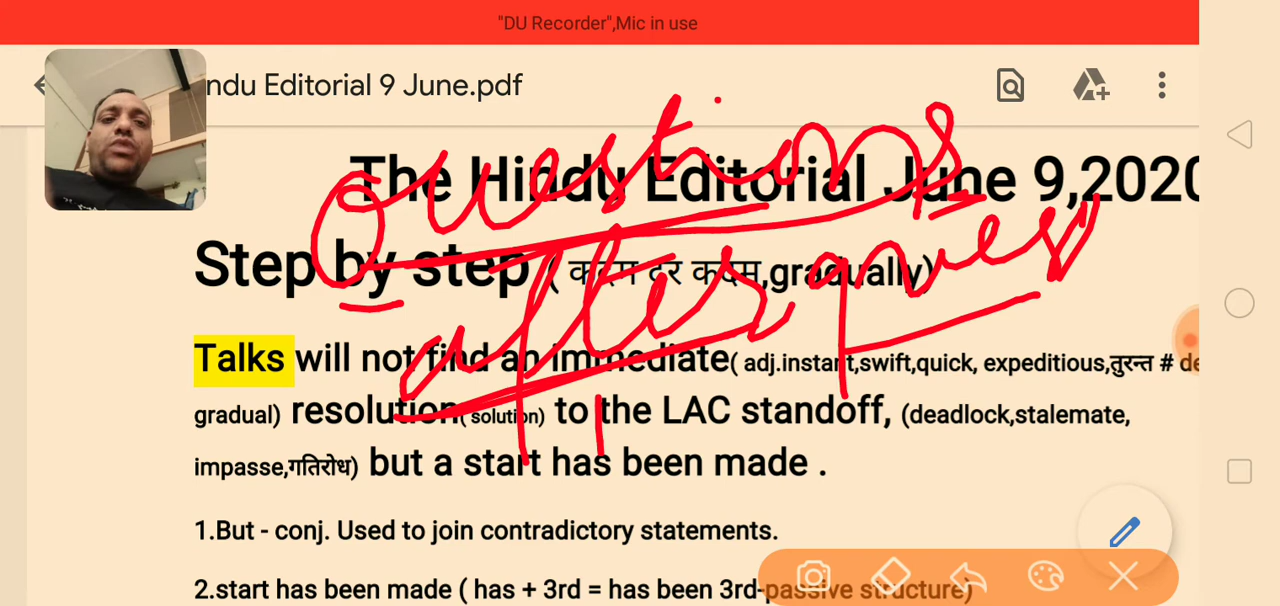 "DU Recorder",Mic in use
ndu Editorial 9 June.pdf
The Hindu Editorial June 9,2020
Questions
Step by step ( कदम दर कदम,gradually)
after ques
Talks will not find an immediate( adj.instant,swift,quick, expeditious,तुरन्त # de
gradual) resolution( solution) to the LAC standoff, (deadlock,stalemate,
impasse,गतिरोध) but a start has been made .
1.But - conj. Used to join contradictory statements.
2.start has been made ( has + 3rd = has been 3rd-passive structure)